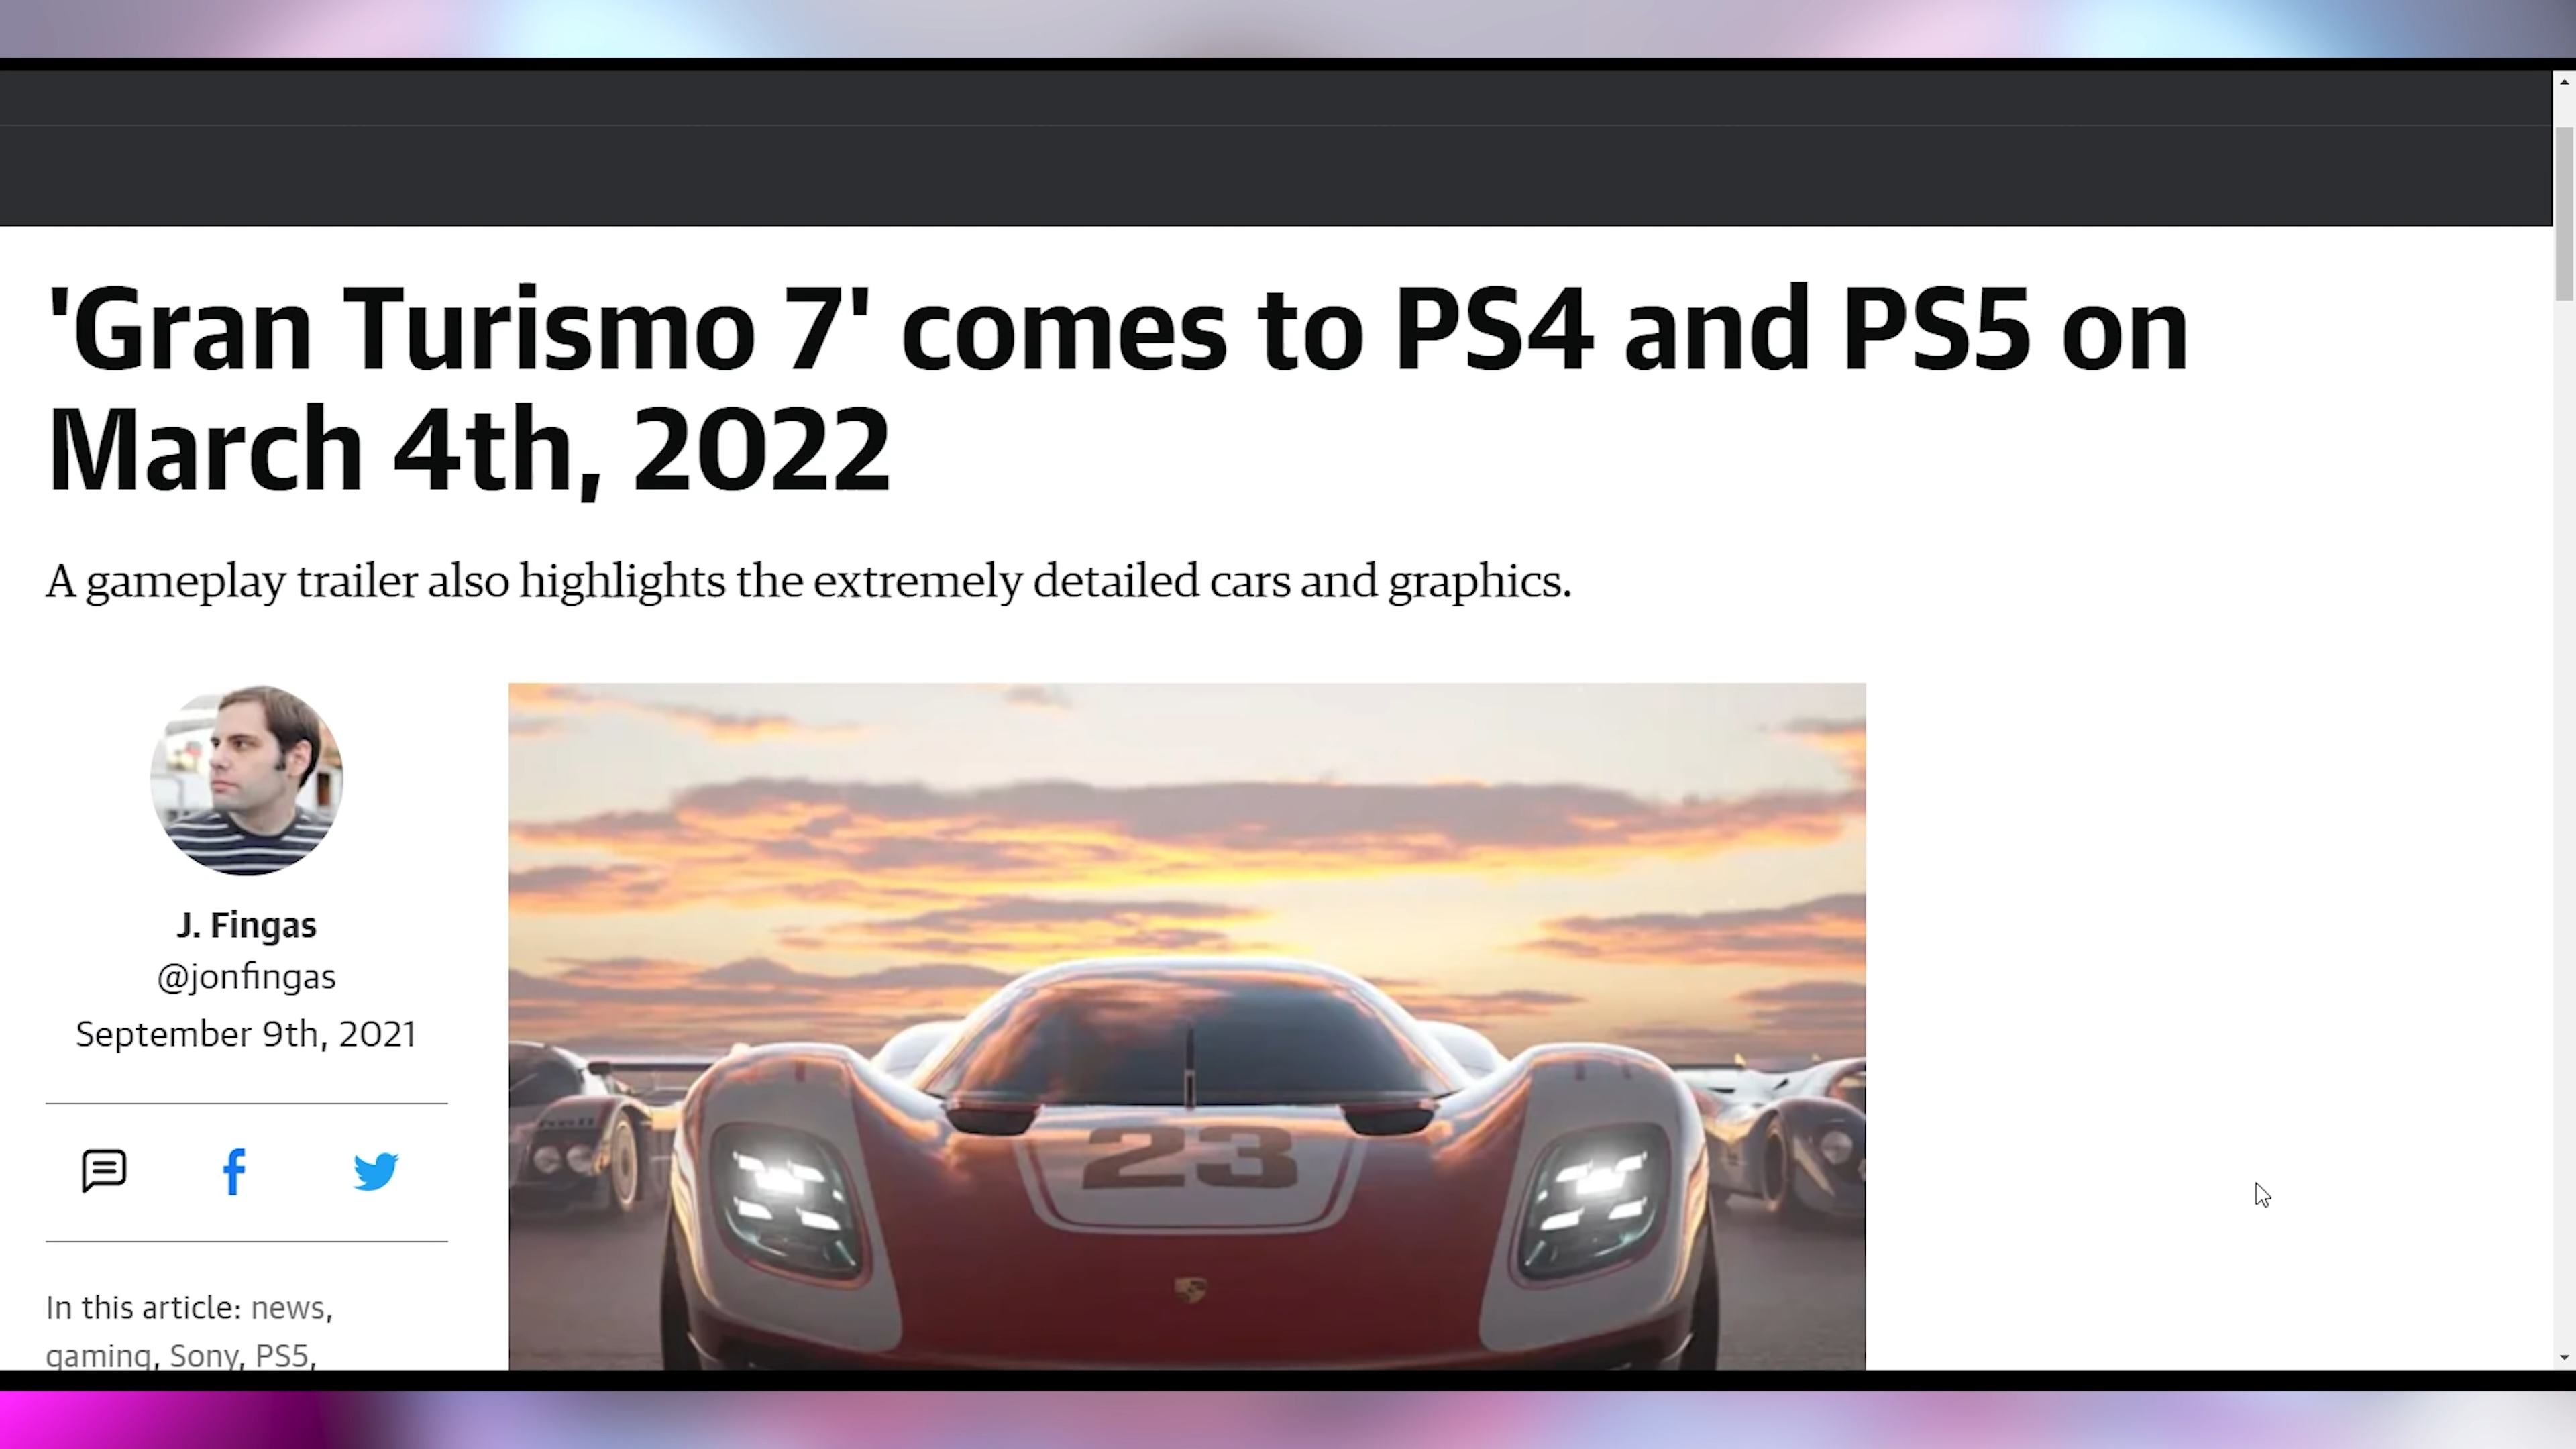 'Gran Turismo 7' comes to PS4 and PS5 on
March 4th, 2022
A gameplay trailer also highlights the extremely detailed cars and graphics.
J. Fingas
@jonfingas
September 9th, 2021
In this article: news,
gaming, Sony, PS5,
23